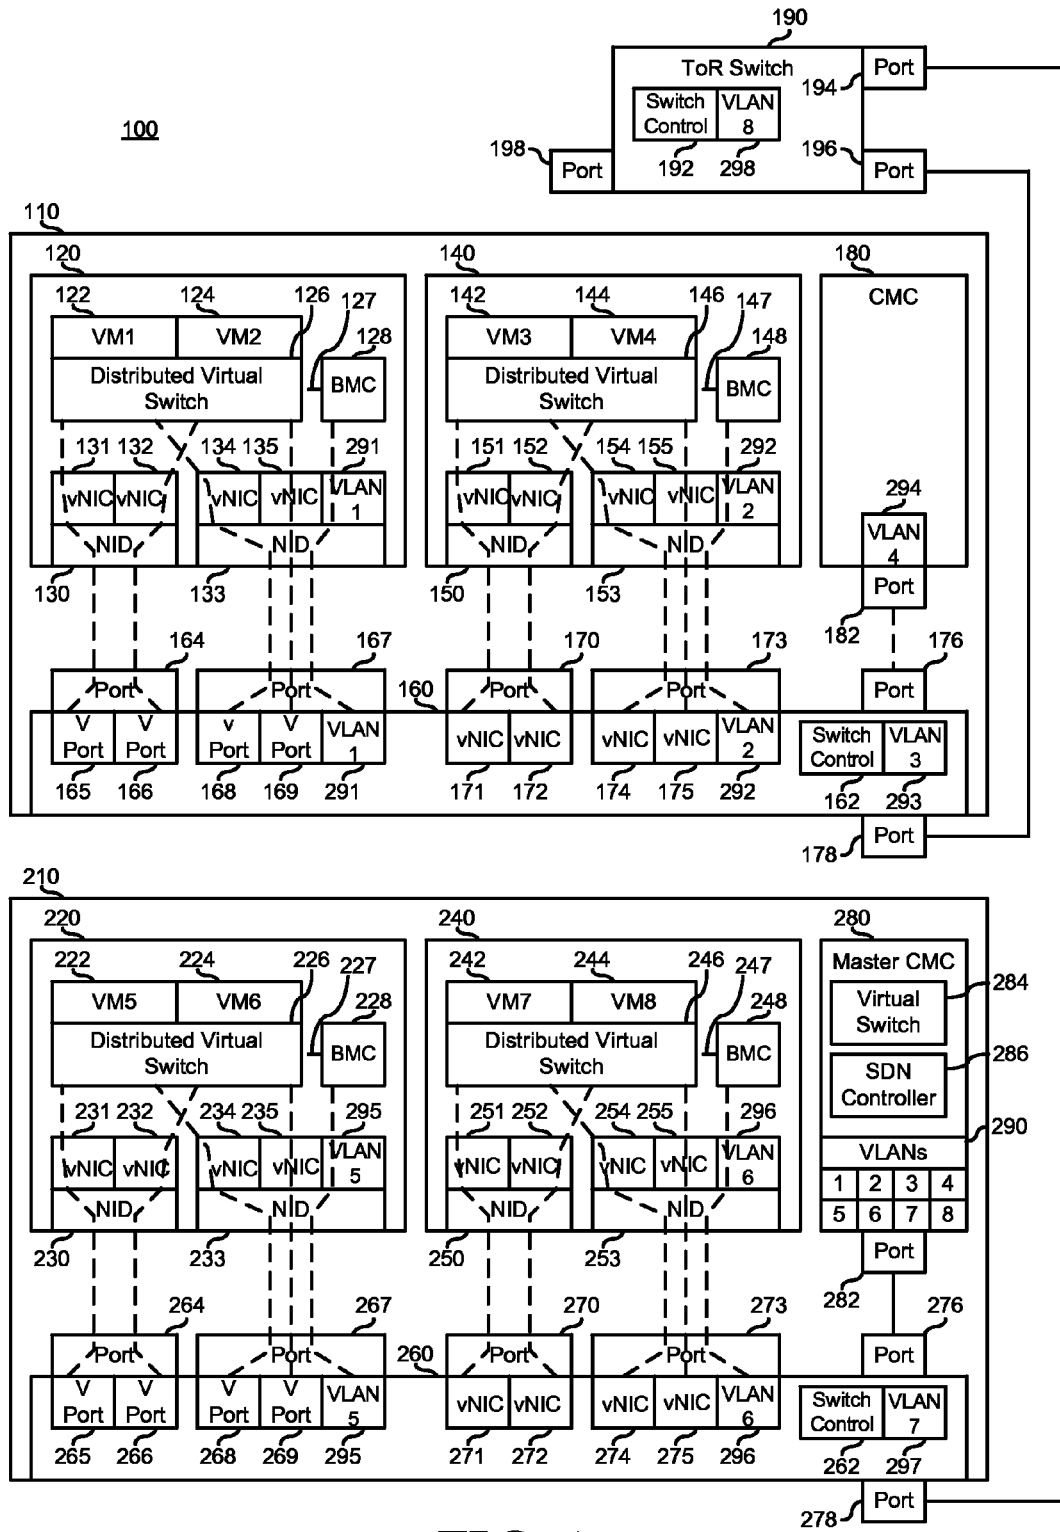 190
ToR Switch
Port
194
Switch Control
VLAN 8
100
198
192
298
196
Port
Port
110
120
140
180
122
124
126
127
142
144
146
147
CMC
VM1
VM2
128
VM3
VM4
148
Distributed Virtual Switch
BMC
Distributed Virtual Switch
BMC
131
132
134
135
291
151
152
154
155
292
294
vNIC
vNIC
vNIC
vNIC
VLAN 1
vNIC
vNIC
vNIC
vNIC
VLAN 2
VLAN 4
NID
NID
NID
NID
130
133
150
153
Port
182
164
167
170
173
176
Port
Port
160
Port
Port
Port
V Port
V Port
v Port
V Port
VLAN 1
vNIC
vNIC
vNIC
vNIC
VLAN 2
Switch Control
VLAN 3
165
166
168
169
291
171
172
174
175
292
162
293
178
Port
210
220
240
280
222
224
226
227
242
244
246
247
Master CMC
284
VM5
VM6
228
VM7
VM8
248
Virtual Switch
Distributed Virtual Switch
BMC
Distributed Virtual Switch
BMC
286
SDN Controller
231
232
234
235
295
251
252
254
255
296
290
VLANs
vNIC
vNIC
vNIC
vNIC
VLAN 5
vNIC
vNIC
vNIC
vNIC
VLAN 6
1 2 3 4
5 6 7 8
NID
NID
NID
NID
230
233
250
253
Port
282
264
267
270
273
276
Port
Port
260
Port
Port
Port
V Port
V Port
V Port
V Port
VLAN 5
vNIC
vNIC
vNIC
vNIC
VLAN 6
Switch Control
VLAN 7
265
266
268
269
295
271
272
274
275
296
262
297
278
Port